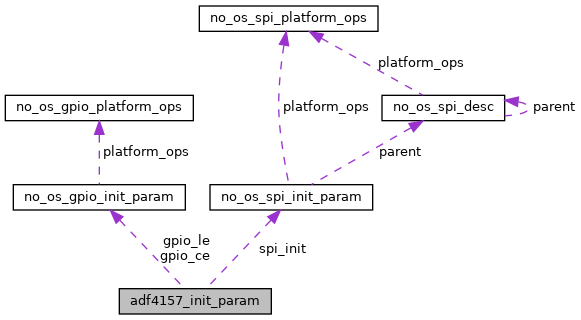 no_os_spi_platform_ops
platform_ops
no_os_gpio_platform_ops
platform_ops
no_os_spi_desc
parent
platform_ops
parent
no_os_gpio_init_param
no_os_spi_init_param
gpio_le
gpio_ce
spi_init
adf4157_init_param